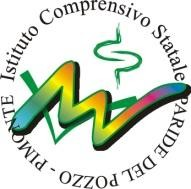 Istituto Comprensivo Statale PARIDE DEL POZZO - PIMONTE